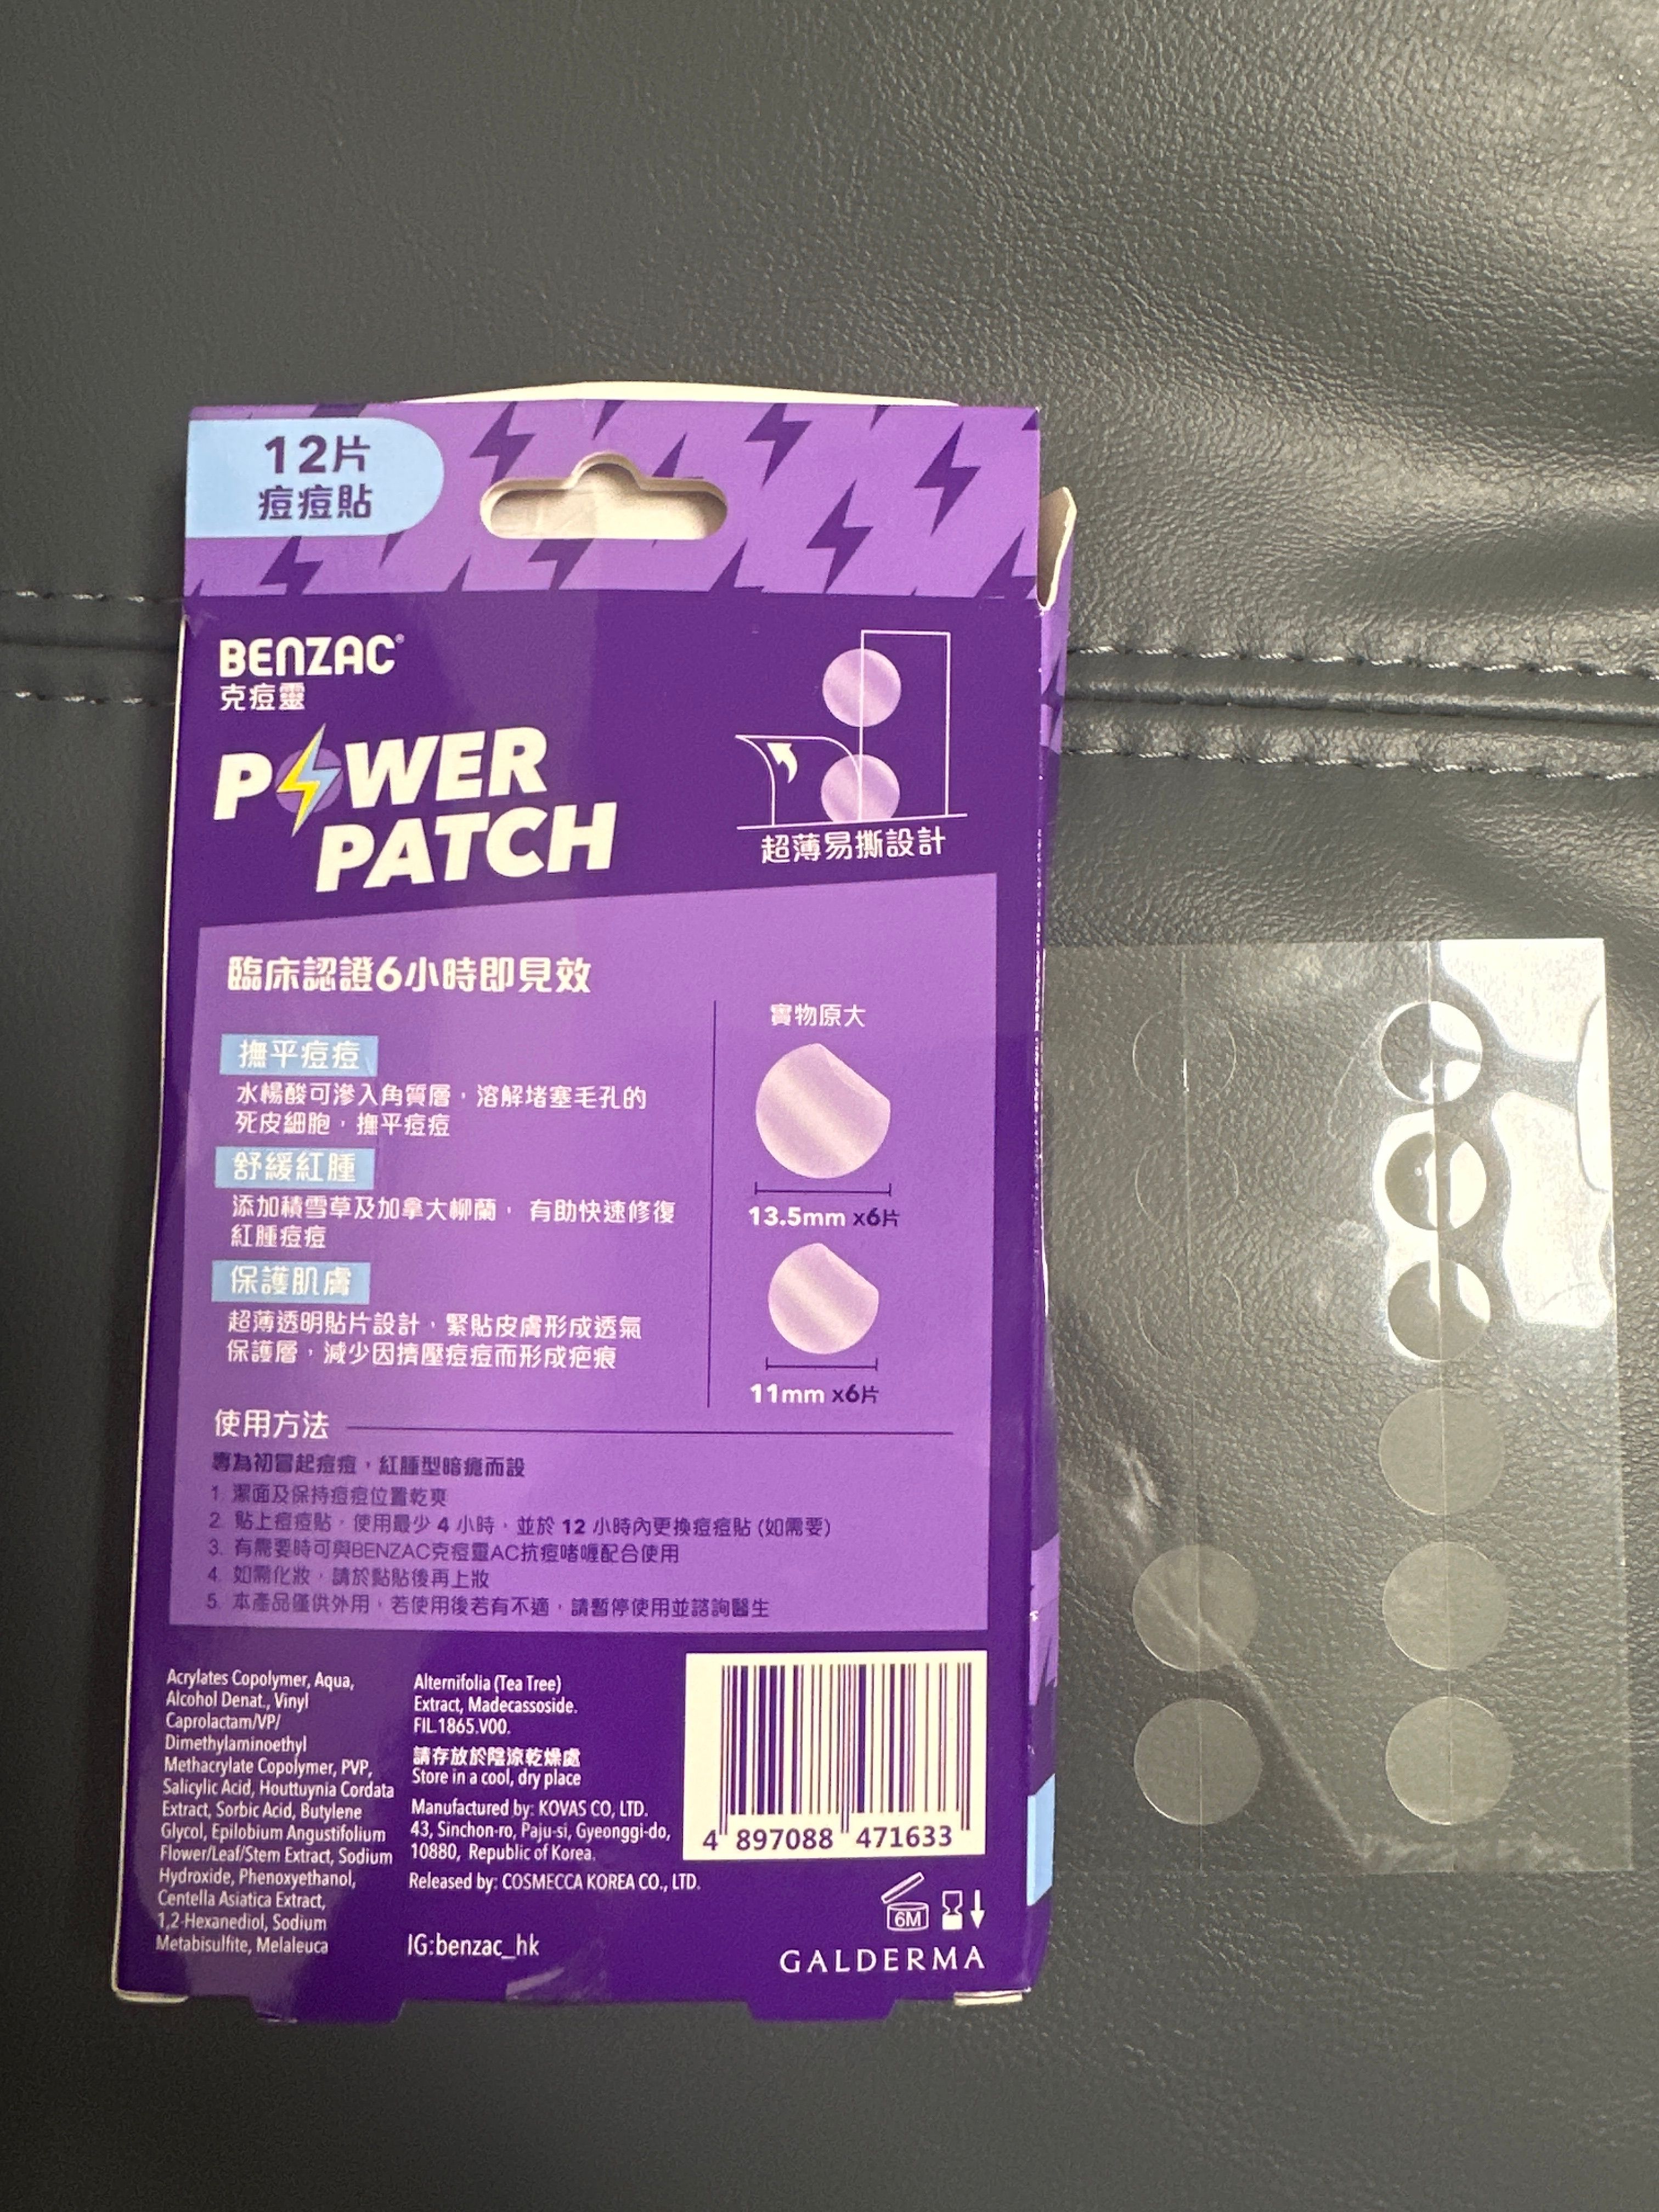 12片
痘痘貼
BENZAC®
克痘靈
POWER
PATCH
超薄易撕設計
臨床認證6小時即見效
撫平痘痘
水楊酸可滲入角質層，溶解堵塞毛孔的
死皮細胞，撫平痘痘
舒緩紅腫
添加積雪草及加拿大柳蘭， 有助快速修復
紅腫痘痘
保護肌膚
超薄透明貼片設計，緊貼皮膚形成透氣
保護層，減少因擠壓痘痘而形成疤痕
實物原大
13.5mm x6片
11mm x6片
使用方法
專為初冒起痘痘，紅腫型暗瘡而設
1. 潔面及保持痘痘位置乾爽
2. 貼上痘痘貼，使用最少 4 小時，並於 12 小時內更換痘痘貼 (如需要)
3. 有需要時可與BENZAC克痘靈AC抗痘啫喱配合使用
4. 如需化妝，請於黏貼後再上妝
5. 本產品僅供外用，若使用後若有不適，請暫停使用並諮詢醫生
Acrylates Copolymer, Aqua,
Alcohol Denat., Vinyl
Caprolactam/VP/
Dimethylaminoethyl
Methacrylate Copolymer, PVP,
Salicylic Acid, Houttuynia Cordata
Extract, Sorbic Acid, Butylene
Glycol, Epilobium Angustifolium
Flower/Leaf/Stem Extract, Sodium
Hydroxide, Phenoxyethanol,
Centella Asiatica Extract,
1,2-Hexanediol, Sodium
Metabisulfite, Melaleuca
Alternifolia (Tea Tree)
Extract, Madecassoside.
FIL.1865.V00.
請存放於陰涼乾燥處
Store in a cool, dry place
Manufactured by: KOVAS CO, LTD.
43, Sinchon-ro, Paju-si, Gyeonggi-do,
10880, Republic of Korea.
Released by: COSMECCA KOREA CO., LTD.
IG:benzac_hk
4 897088 471633
6M
GALDERMA